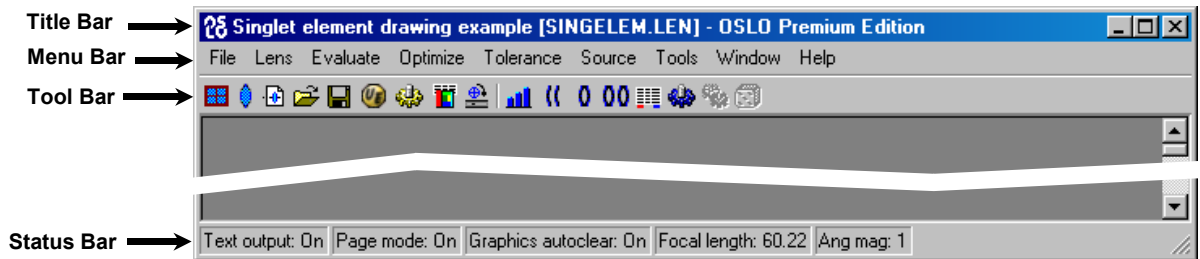 Title Bar
Singlet element drawing example [SINGELEM.LEN] - OSLO Premium Edition
Menu Bar
File Lens Evaluate Optimize Tolerance Source Tools Window Help
Tool Bar
Status Bar
Text output: On Page mode: On Graphics autoclear: On Focal length: 60.22 Ang mag: 1